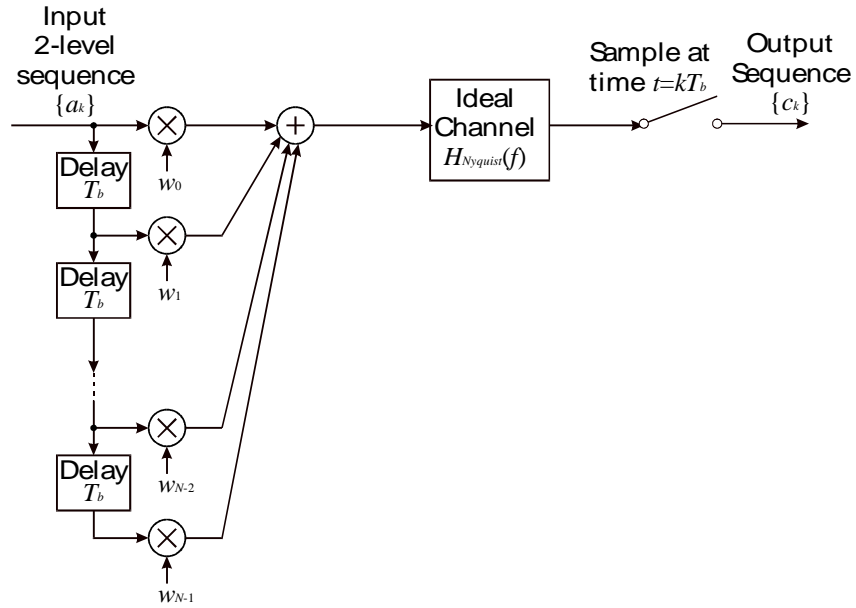 Input
2-level
sequence
{ak}
Delay
Tb
w0
Delay
Tb
w1
wN-2
Delay
Tb
wN-1
Ideal
Channel
HNyquist(f)
Sample at
time t=kTb
Output
Sequence
{ck}